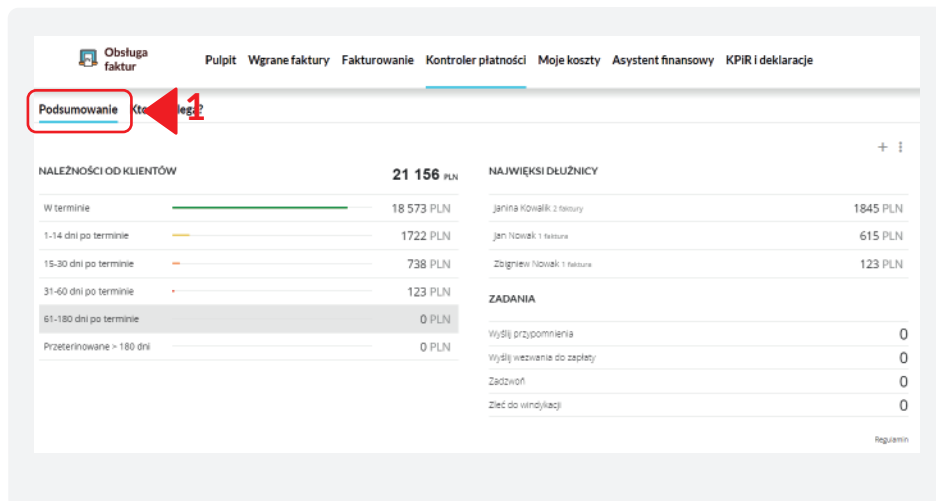 Obsługa
faktur
Pulpit Wgrane faktury Fakturowanie Kontroler płatności Moje koszty Asystent finansowy KPiR i deklaracje
Podsumowanie
1
+
NALEŻNOŚCI OD KLIENTÓW 21 156 PLN
W terminie 18 573 PLN
1-14 dni po terminie 1722 PLN
15-30 dni po terminie 738 PLN
31-60 dni po terminie 123 PLN
61-180 dni po terminie 0 PLN
Przeterinowane > 180 dni 0 PLN
NAJWIĘKSI DŁUŻNICY
Janina Kowalik 2 faktury 1845 PLN
Jan Nowak 1 faktura 615 PLN
Zbigniew Nowak 1 faktura 123 PLN
ZADANIA
Wyślij przypomnienia 0
Wyślij wezwania do zapłaty 0
Zadzwoń 0
Zleć do windykacji 0
Regulamin